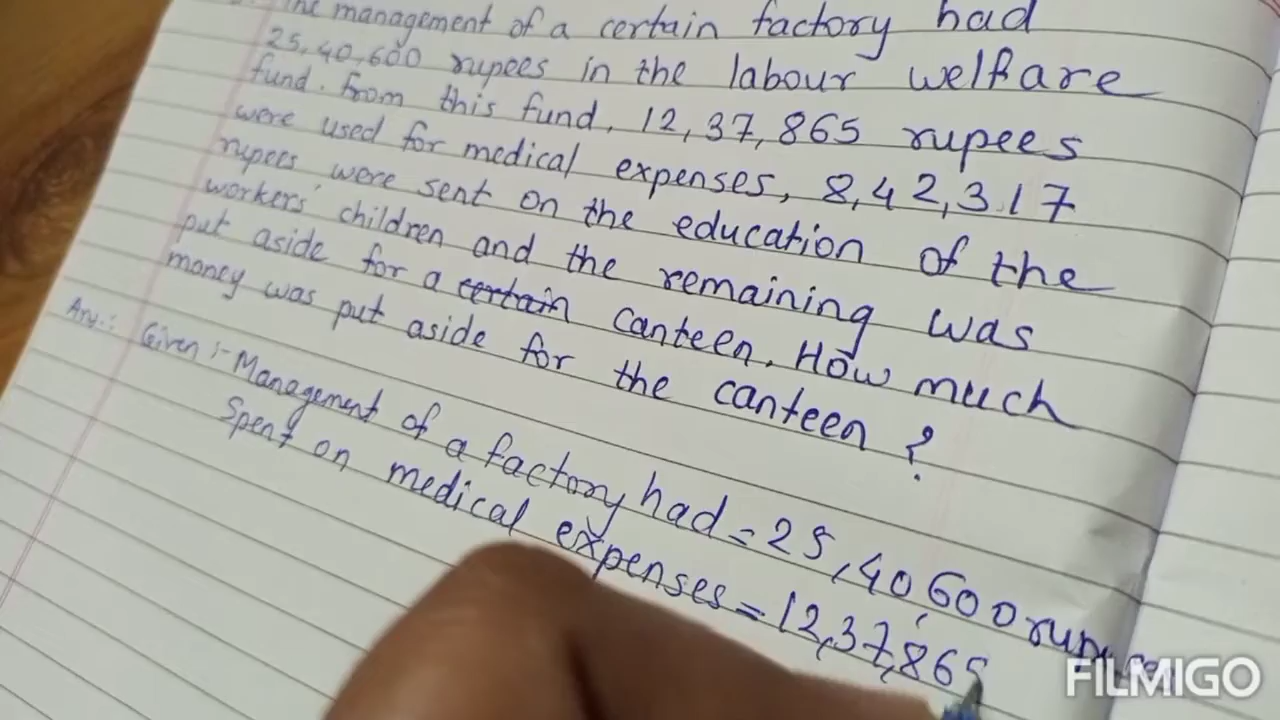 The management of a certain factory had
25,40,600 rupees in the labour welfare
fund. from this fund, 12,37,865 rupees
were used for medical expenses, 8,42,317
rupees were sent on the education of the
workers' children and the remaining was
put aside for a certain canteen. How much
money was put aside for the canteen ?
Ans.: Given :- Management of a factory had = 25,40,600 rupees
Spent on medical expenses = 12,37,865
FILMIGO